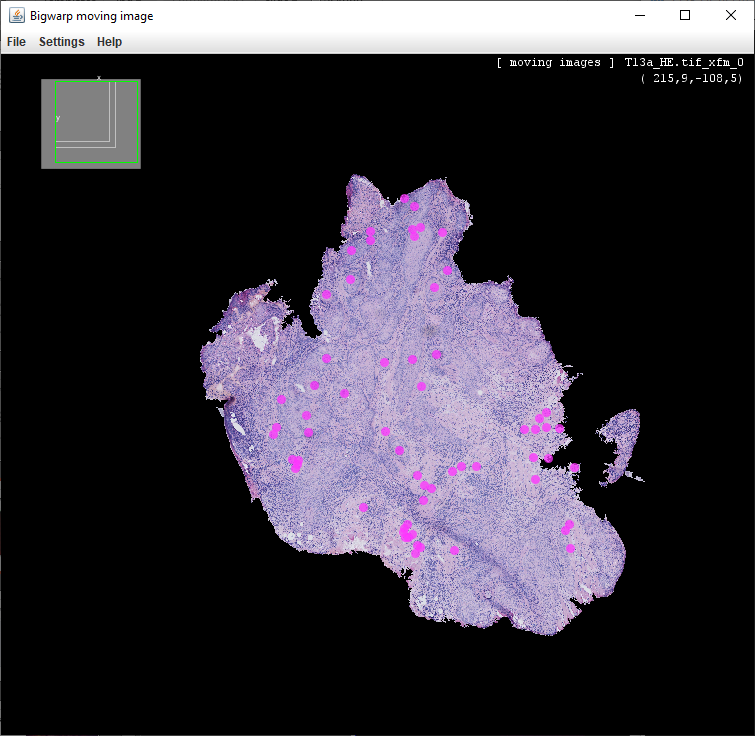 Bigwarp moving image
File Settings Help
[ moving images ] T13a_HE.tif_xfm_0
( 215,9,-108,5)
x
y